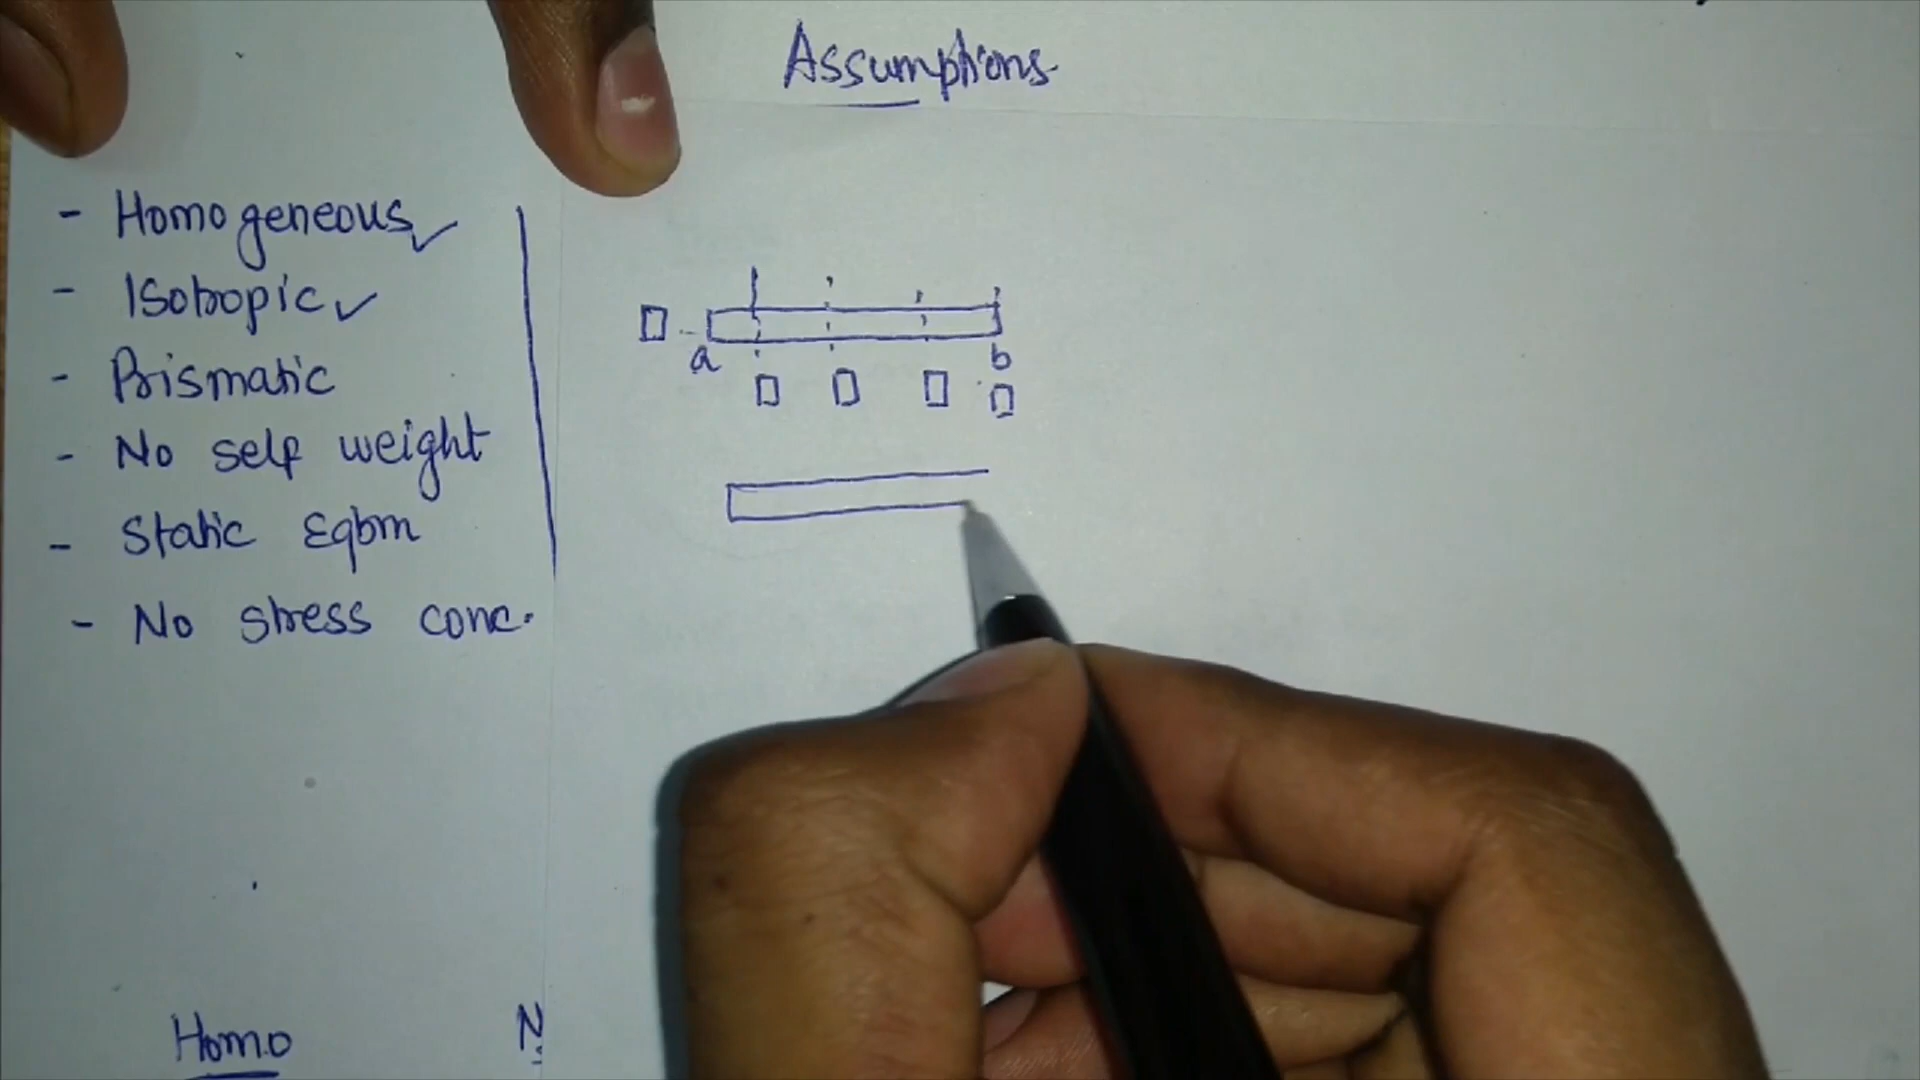 Assumptions
- Homogeneous ✓
- Isotropic ✓
- Prismatic
- No self weight
- Static Eqbm
- No stress conc.
a b
Homo N